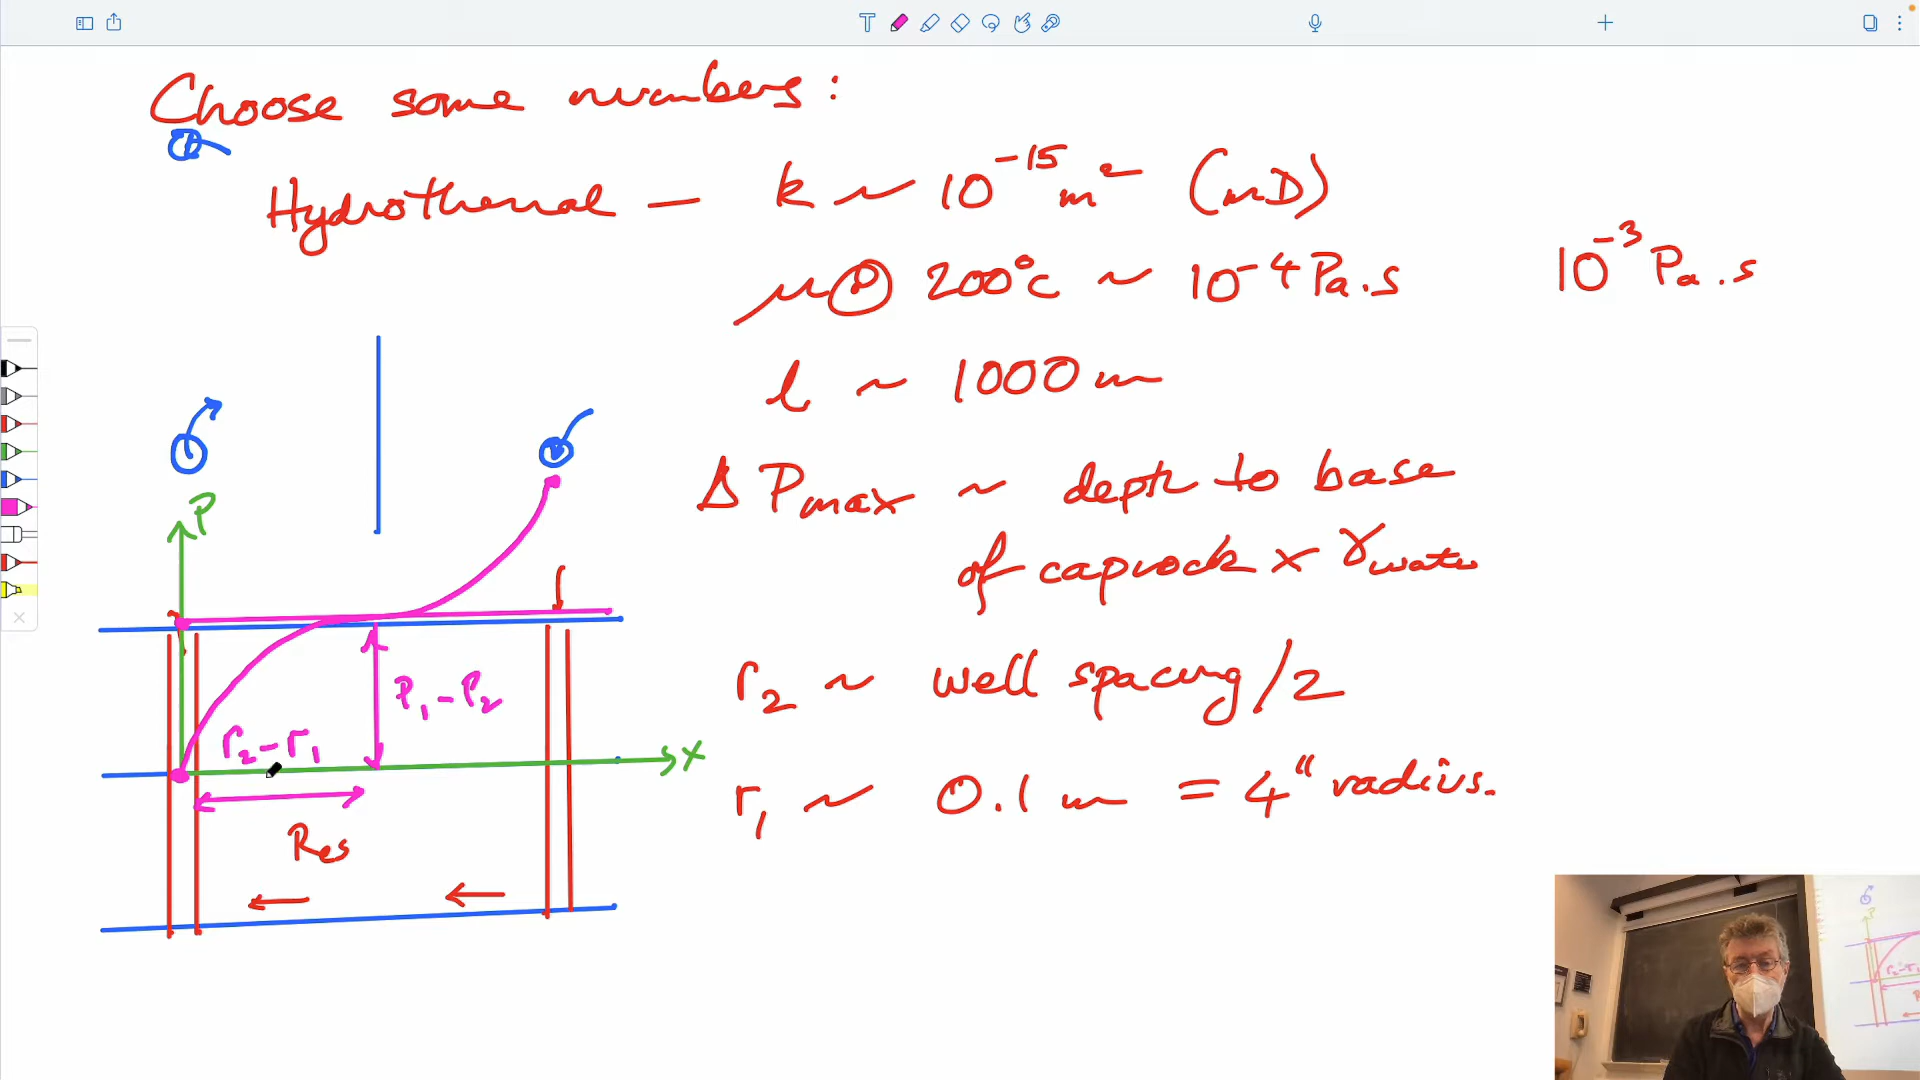 Choose some numbers:
Hydrothermal — k ~ 10⁻¹⁵ m² (mD)
μ @ 200°C ~ 10⁻⁴ Pa.s 10⁻³ Pa.s
l ~ 1000 m
ΔPmax ~ depth to base
of caprock x γwater
r₂ ~ well spacing/2
r₁ ~ 0.1 m = 4" radius.
P
P₁-P₂
r₂-r₁
x
Res